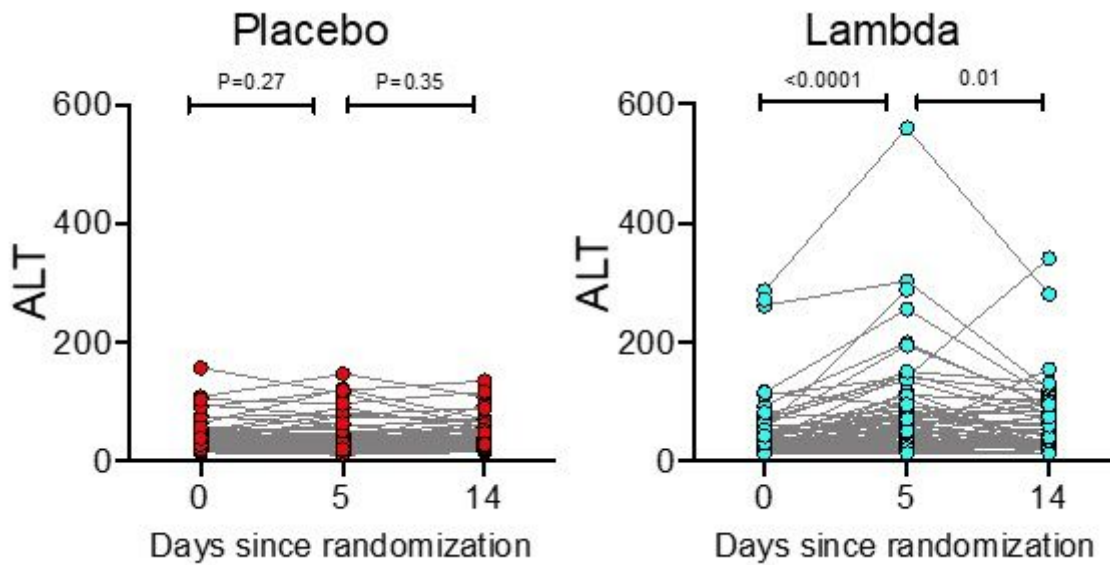 Placebo
P=0.27 P=0.35
600
400
200
0
ALT
0 5 14
Days since randomization
Lambda
<0.0001 0.01
600
400
200
0
ALT
0 5 14
Days since randomization